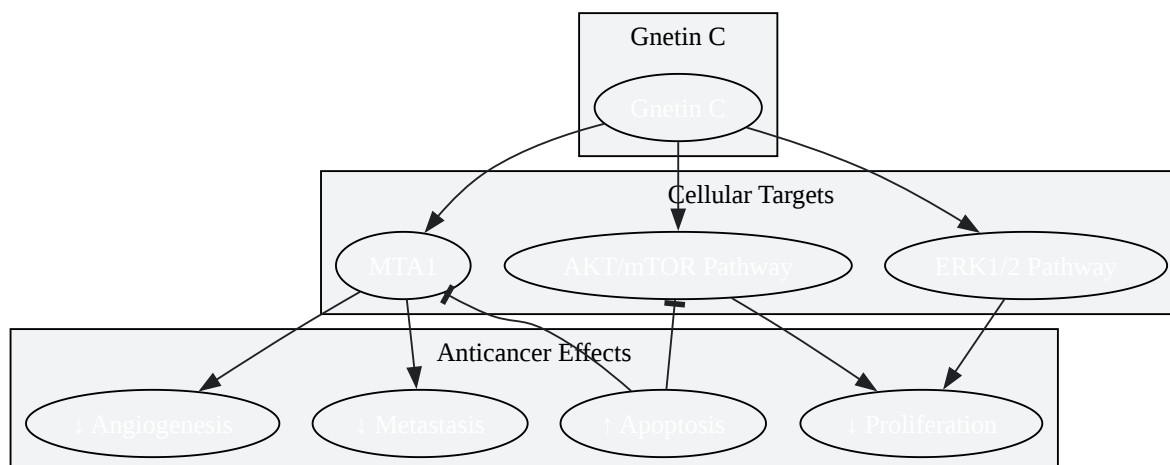 Gnetin C
Gnetin C
Cellular Targets
MTA1
AKT/mTOR Pathway
ERK1/2 Pathway
Anticancer Effects
↓ Angiogenesis
↓ Metastasis
↑ Apoptosis
↓ Proliferation